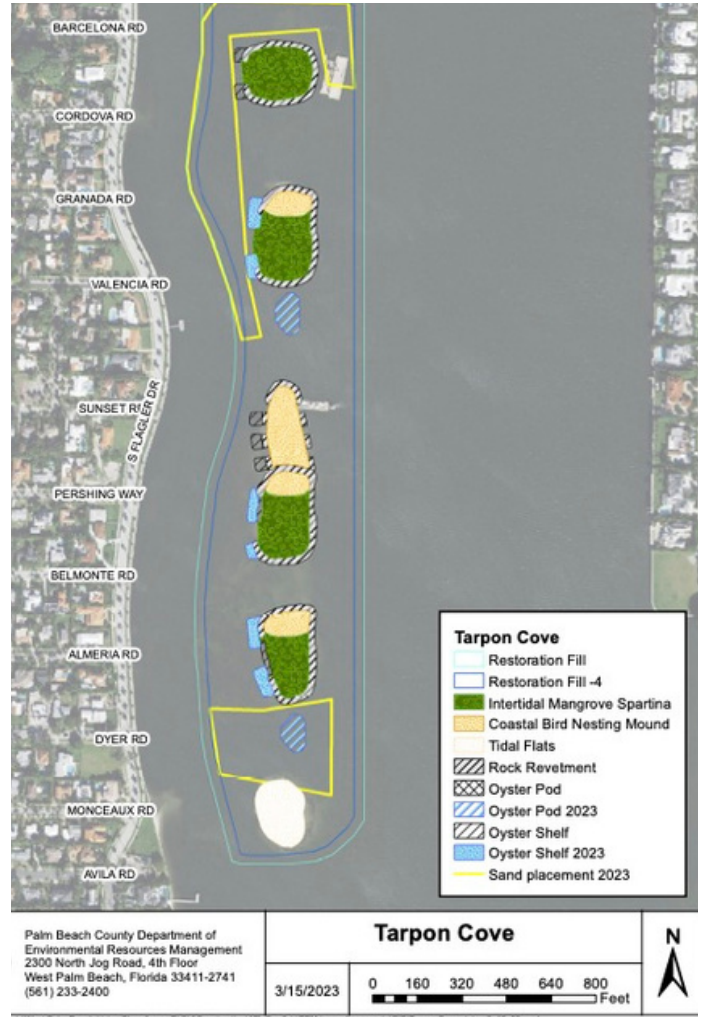 BARCELONA RD
CORDOVA RD
GRANADA RD
VALENCIA RD
SUNSET RD
S FLAGLER DR
PERSHING WAY
BELMONTE RD
ALMERIA RD
DYER RD
MONCEAUX RD
AVILA RD
Tarpon Cove
Restoration Fill
Restoration Fill -4
Intertidal Mangrove Spartina
Coastal Bird Nesting Mound
Tidal Flats
Rock Revetment
Oyster Pod
Oyster Pod 2023
Oyster Shelf
Oyster Shelf 2023
Sand placement 2023
Palm Beach County Department of
Environmental Resources Management
2300 North Jog Road, 4th Floor
West Palm Beach, Florida 33411-2741
(561) 233-2400
Tarpon Cove
3/15/2023
0 160 320 480 640 800
Feet
N